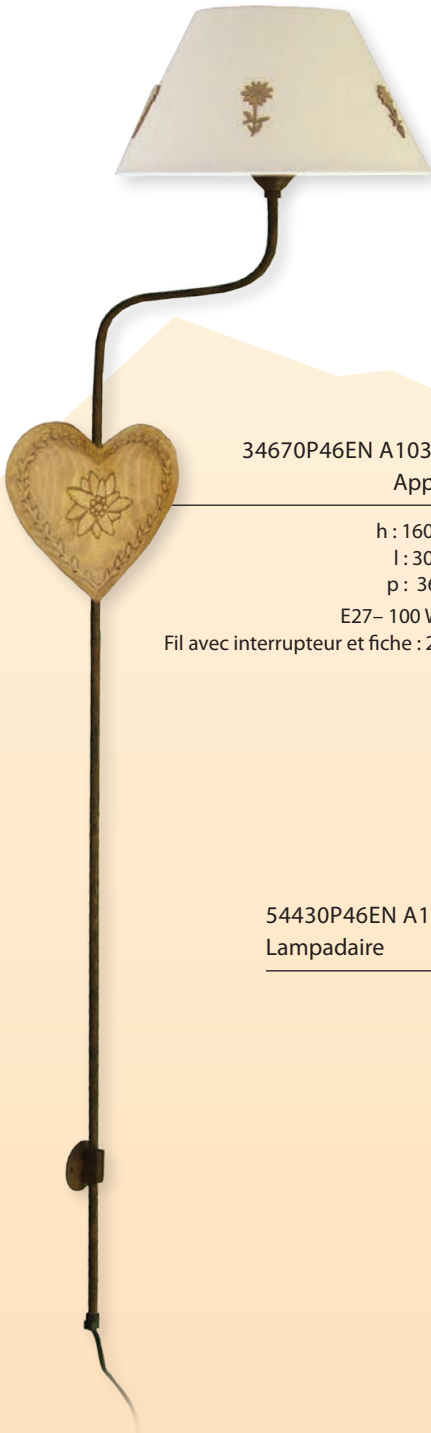 34670P46EN A103
App
h : 160
l : 30
p : 36
E27– 100 W
Fil avec interrupteur et fiche : 2
54430P46EN A1
Lampadaire